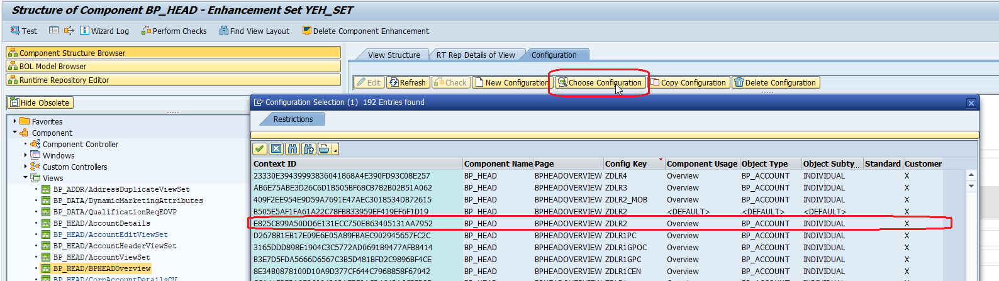 Structure of Component BP_HEAD - Enhancement Set YEH_SET
Test Wizard Log Perform Checks Find View Layout Delete Component Enhancement
Component Structure Browser
BOL Model Browser
Runtime Repository Editor
View Structure RT Rep Details of View Configuration
Edit Refresh Check New Configuration Choose Configuration Copy Configuration Delete Configuration
Hide Obsolete
Favorites
Component
Component Controller
Windows
Custom Controllers
Views
BP_ADDR/AddressDuplicateViewSet
BP_DATA/DynamicMarketingAttributes
BP_DATA/QualificationReqEOVP
BP_HEAD/AccountDetails
BP_HEAD/AccountEditViewSet
BP_HEAD/AccountHeaderViewSet
BP_HEAD/AccountViewSet
BP_HEAD/BPHEADOverview
BP_HEAD/CorpAccountDetailsOV
Configuration Selection (1) 192 Entries found
Restrictions
Context ID Component Name Page Config Key Component Usage Object Type Object Subty... Standard Customer
23330E39439993836041868A4E390FD93C08E257 BP_HEAD BPHEADOVERVIEW ZDLR4 Overview BP_ACCOUNT INDIVIDUAL X
AB6E75ABE3D26C6D1B505BF68CB782B02B51A062 BP_HEAD BPHEADOVERVIEW ZDLR3 Overview BP_ACCOUNT INDIVIDUAL X
409F2EE954E9D59A7691E47AEC3018534DB72615 BP_HEAD BPHEADOVERVIEW ZDLR2_MOB Overview BP_ACCOUNT INDIVIDUAL X
B505E5AF1FA61A22C78FBB33959EF419EF6F1D19 BP_HEAD BPHEADOVERVIEW ZDLR2 <DEFAULT> <DEFAULT> <DEFAULT> X
E825C899A50DD6E131ECC750E863405131AA7952 BP_HEAD BPHEADOVERVIEW ZDLR2 Overview BP_ACCOUNT INDIVIDUAL X
D2678B1EB17E09E6E05A89FBAEC902945657FC2C BP_HEAD BPHEADOVERVIEW ZDLR1PC Overview BP_ACCOUNT INDIVIDUAL X
3165DDD898E1904C3C5772AD0691B9477AFB8414 BP_HEAD BPHEADOVERVIEW ZDLR1GPOC Overview BP_ACCOUNT INDIVIDUAL X
B3E7D5FDA5666D6567C3B5D481BFD2C9896BF4CE BP_HEAD BPHEADOVERVIEW ZDLR1GPC Overview BP_ACCOUNT INDIVIDUAL X
8E34B0878100D10A9D377CF644C7968858F67042 BP_HEAD BPHEADOVERVIEW ZDLR1CEN Overview BP_ACCOUNT INDIVIDUAL X